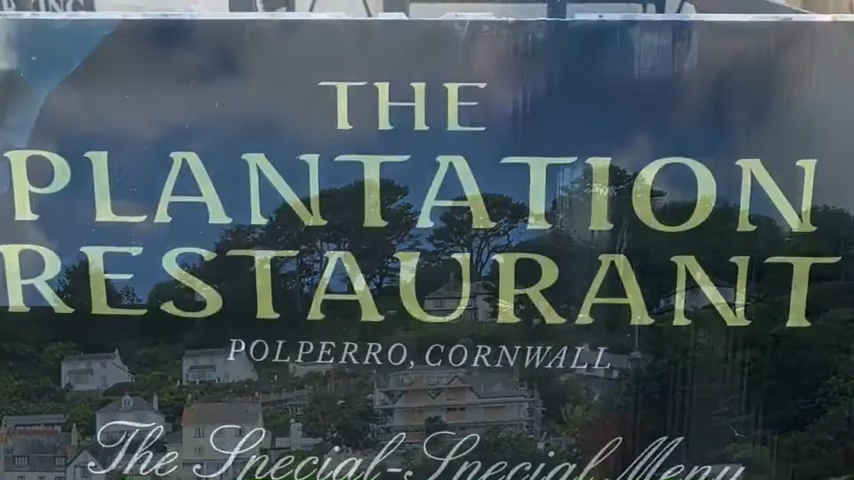 THE
PLANTATION
RESTAURANT
POLPERRO, CORNWALL
The Special-Special Menu